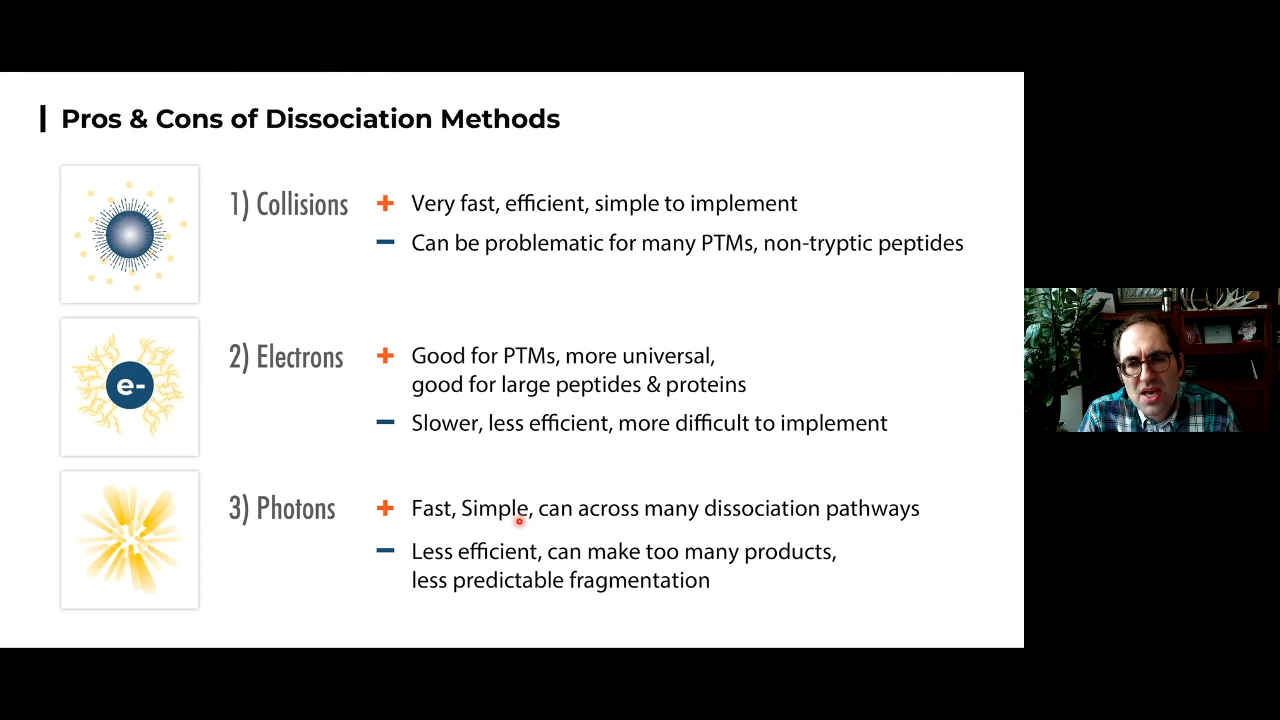 Pros & Cons of Dissociation Methods
1) Collisions
+ Very fast, efficient, simple to implement
− Can be problematic for many PTMs, non-tryptic peptides
e-
2) Electrons
+ Good for PTMs, more universal,
good for large peptides & proteins
− Slower, less efficient, more difficult to implement
3) Photons
+ Fast, Simple, can across many dissociation pathways
− Less efficient, can make too many products,
less predictable fragmentation